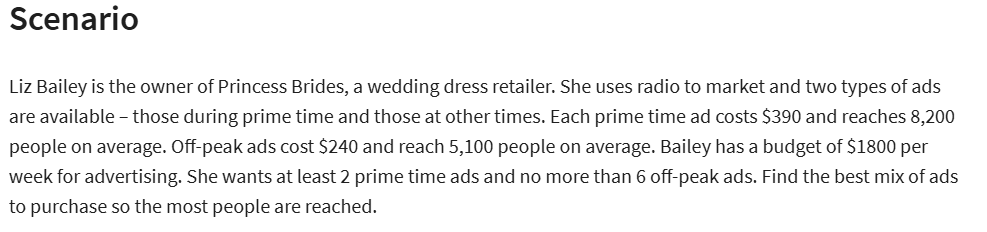 Scenario
Liz Bailey is the owner of Princess Brides, a wedding dress retailer. She uses radio to market and two types of ads
are available – those during prime time and those at other times. Each prime time ad costs $390 and reaches 8,200
people on average. Off-peak ads cost $240 and reach 5,100 people on average. Bailey has a budget of $1800 per
week for advertising. She wants at least 2 prime time ads and no more than 6 off-peak ads. Find the best mix of ads
to purchase so the most people are reached.